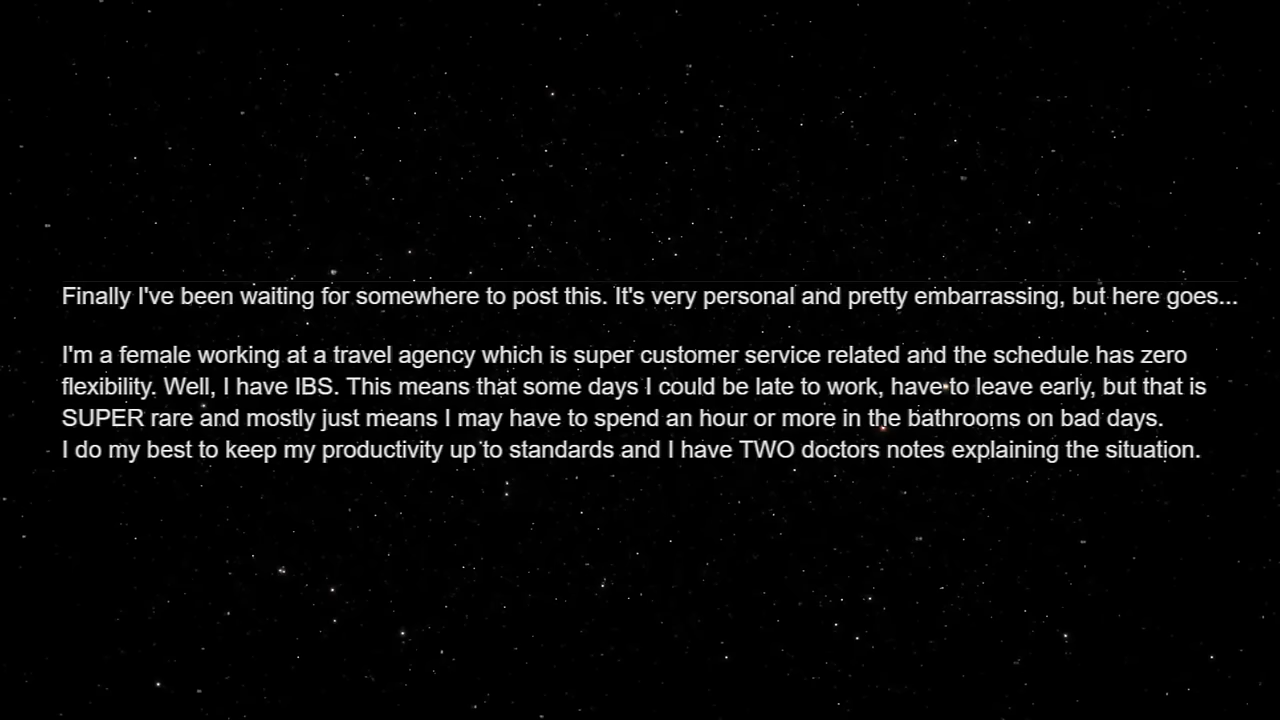 Finally I've been waiting for somewhere to post this. It's very personal and pretty embarrassing, but here goes...
I'm a female working at a travel agency which is super customer service related and the schedule has zero
flexibility. Well, I have IBS. This means that some days I could be late to work, have to leave early, but that is
SUPER rare and mostly just means I may have to spend an hour or more in the bathrooms on bad days.
I do my best to keep my productivity up to standards and I have TWO doctors notes explaining the situation.